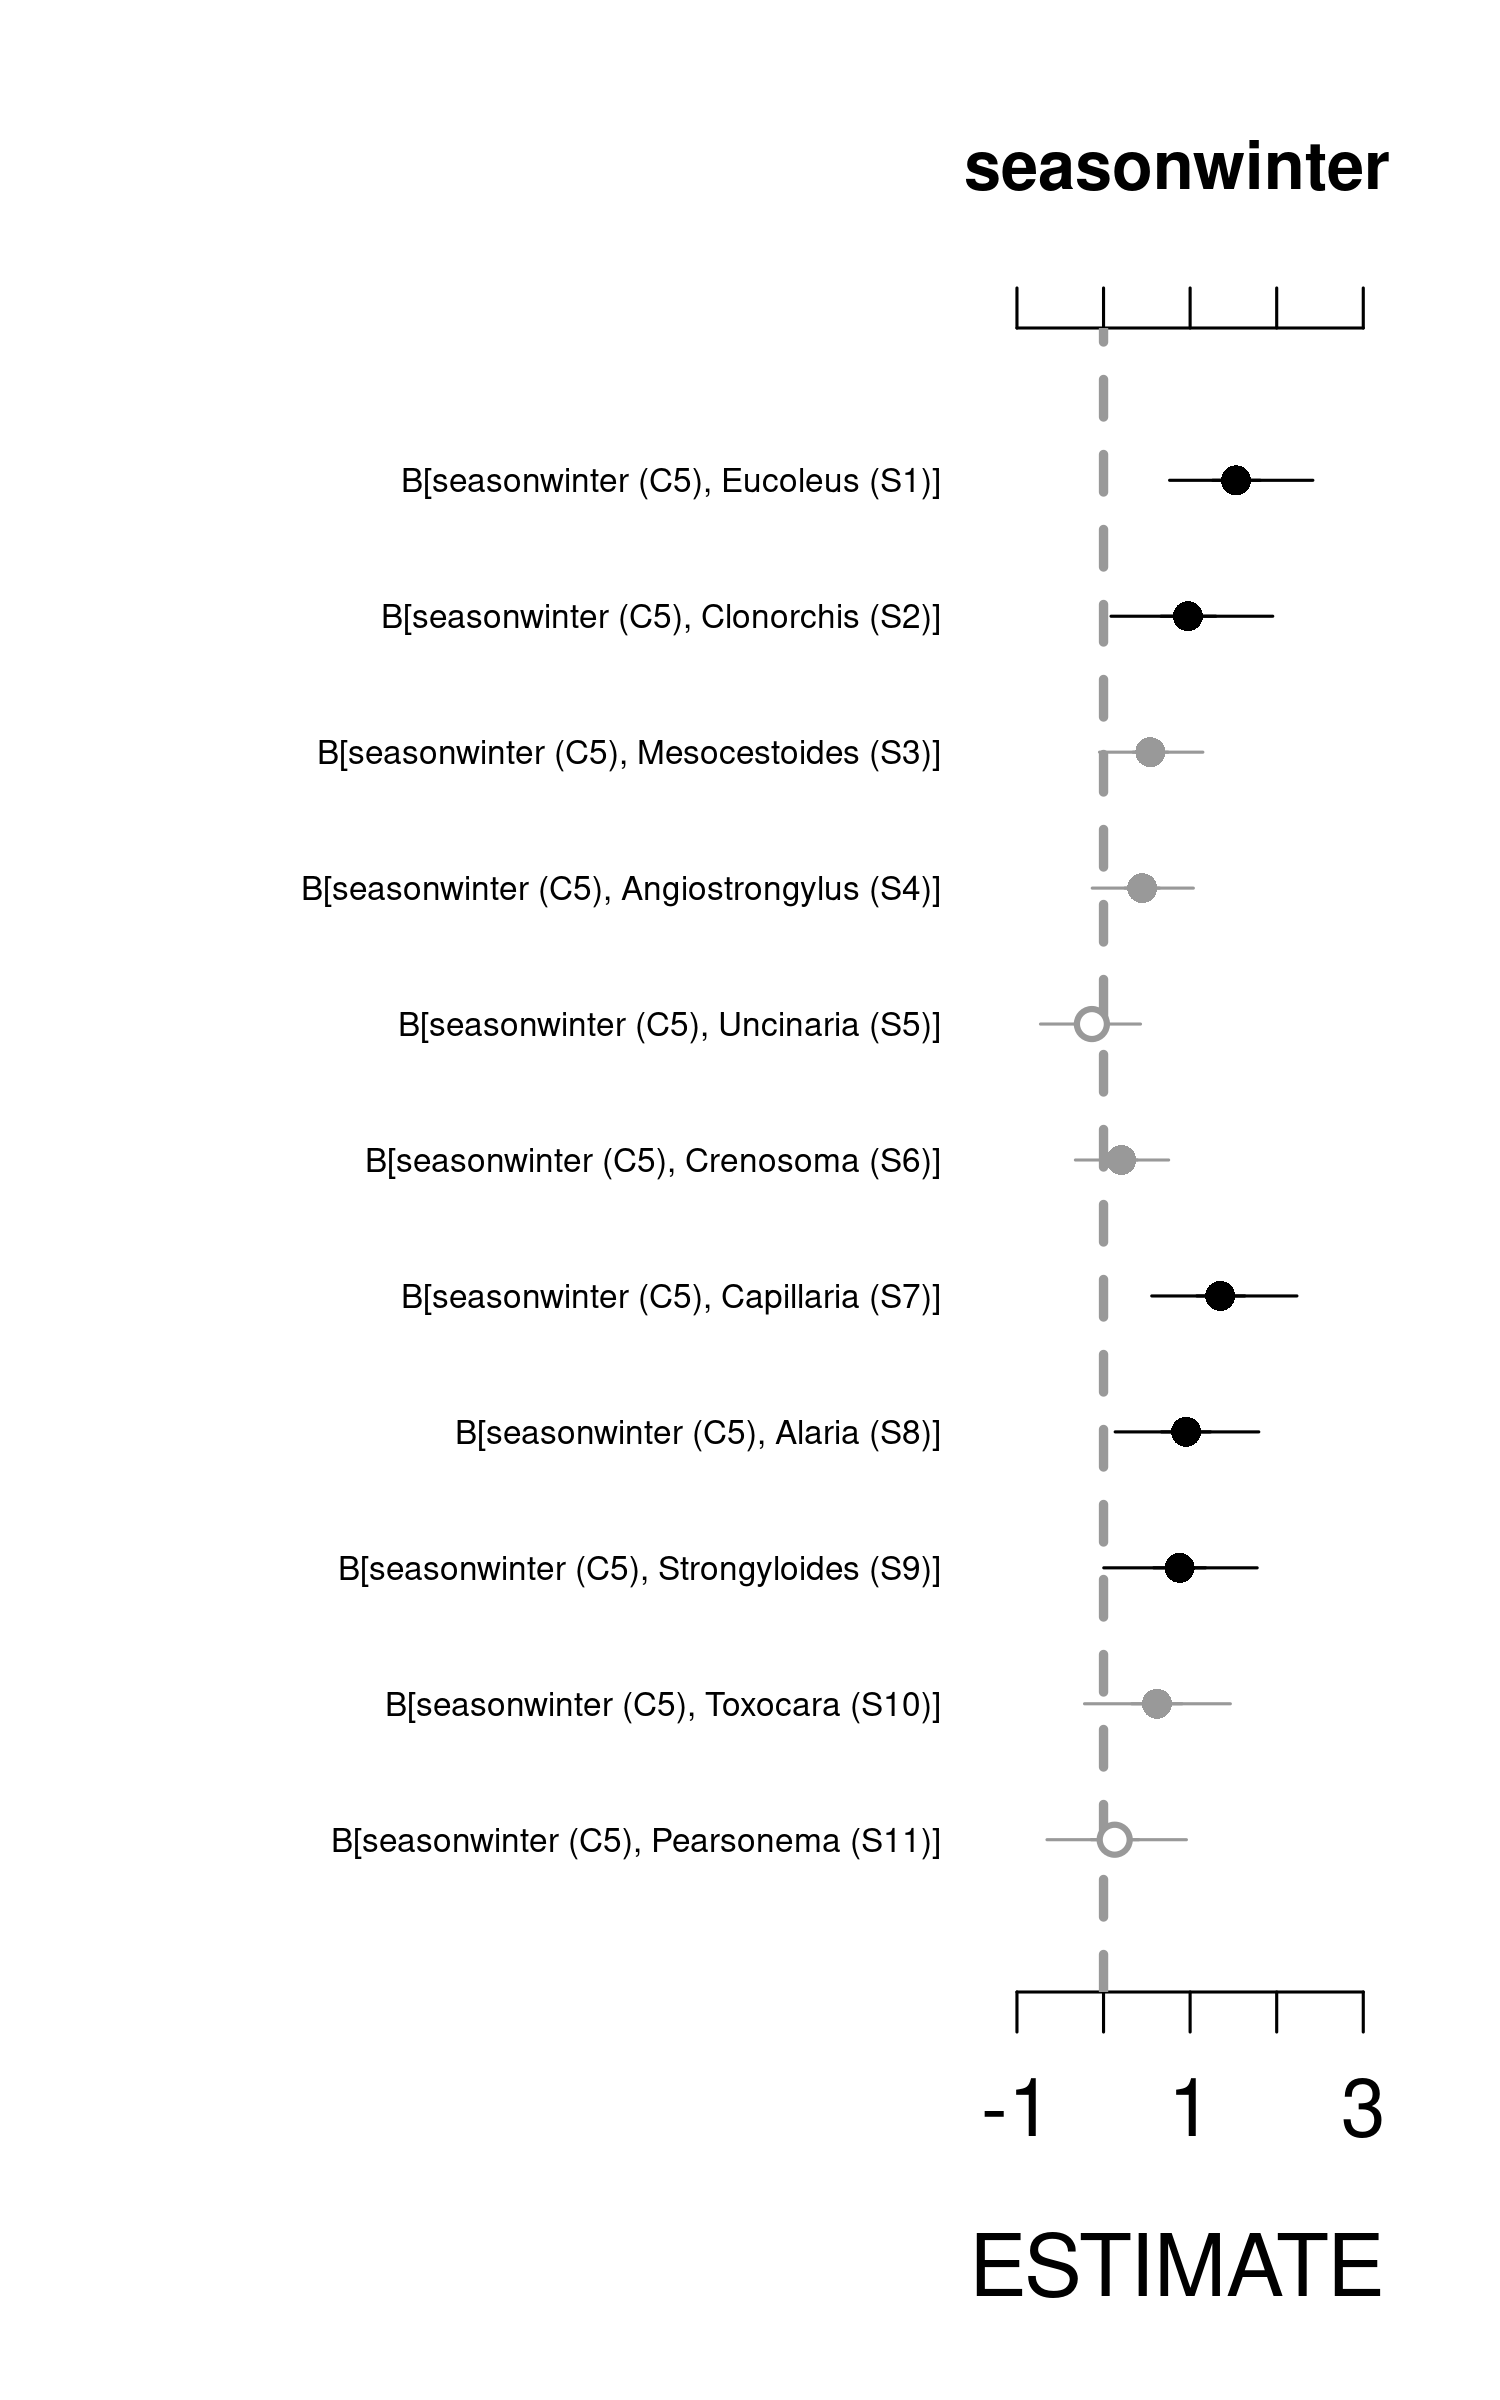 seasonwinter
B[seasonwinter (C5), Eucoleus (S1)]
B[seasonwinter (C5), Clonorchis (S2)]
B[seasonwinter (C5), Mesocestoides (S3)]
B[seasonwinter (C5), Angiostrongylus (S4)]
B[seasonwinter (C5), Uncinaria (S5)]
B[seasonwinter (C5), Crenosoma (S6)]
B[seasonwinter (C5), Capillaria (S7)]
B[seasonwinter (C5), Alaria (S8)]
B[seasonwinter (C5), Strongyloides (S9)]
B[seasonwinter (C5), Toxocara (S10)]
B[seasonwinter (C5), Pearsonema (S11)]
-1 1 3
ESTIMATE